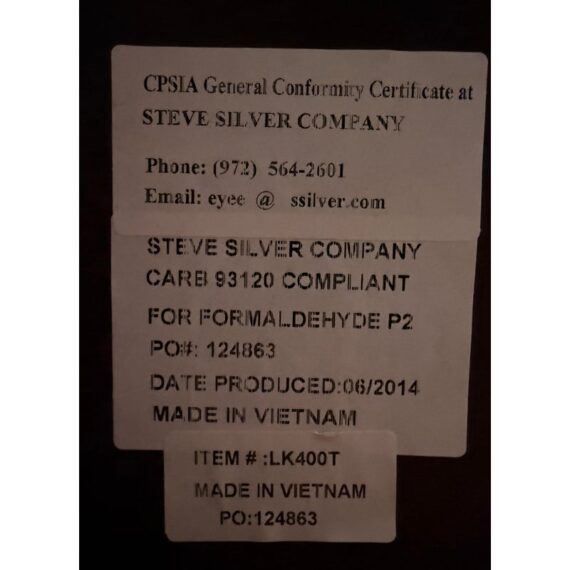 CPSIA General Conformity Certificate at
STEVE SILVER COMPANY
Phone: (972) 564-2601
Email: eyee @ ssilver.com
STEVE SILVER COMPANY
CARB 93120 COMPLIANT
FOR FORMALDEHYDE P2
PO#: 124863
DATE PRODUCED:06/2014
MADE IN VIETNAM
ITEM # :LK400T
MADE IN VIETNAM
PO:124863